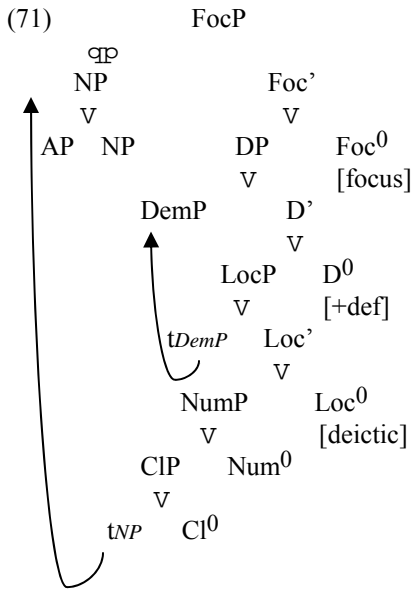 (71) FocP
qp
NP Foc’
V V
AP NP DP Foc⁰
V [focus]
DemP D’
V
LocP D⁰
V [+def]
tDemP Loc’
V
NumP Loc⁰
V [deictic]
ClP Num⁰
V
tNP Cl⁰